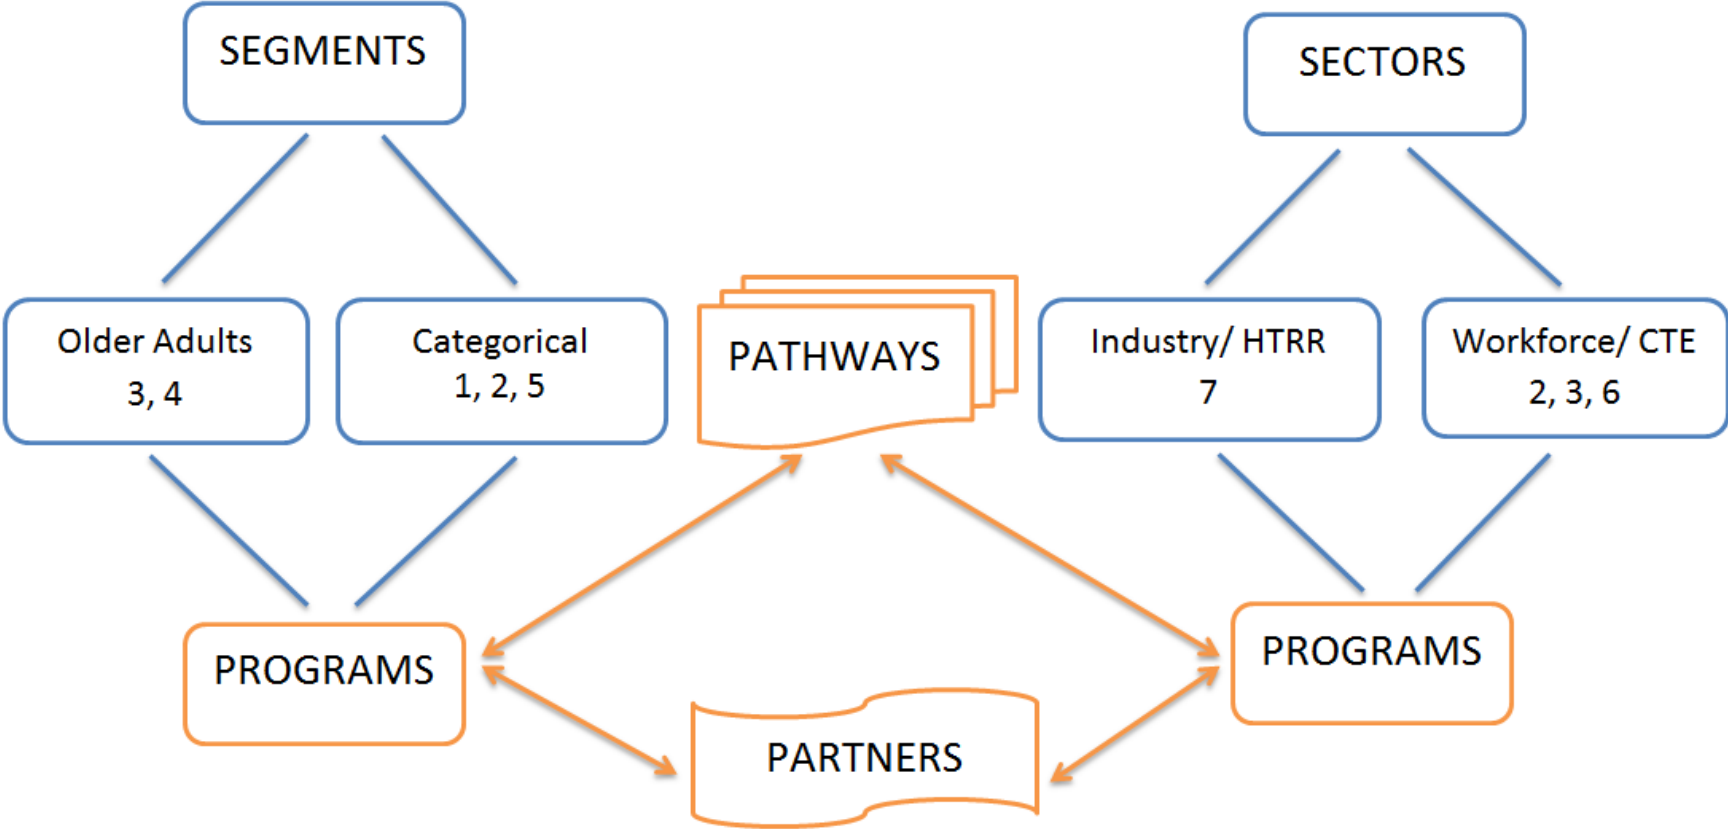 SEGMENTS
SECTORS
Older Adults
3, 4
Categorical
1, 2, 5
PATHWAYS
Industry/ HTRR
7
Workforce/ CTE
2, 3, 6
PROGRAMS
PROGRAMS
PARTNERS